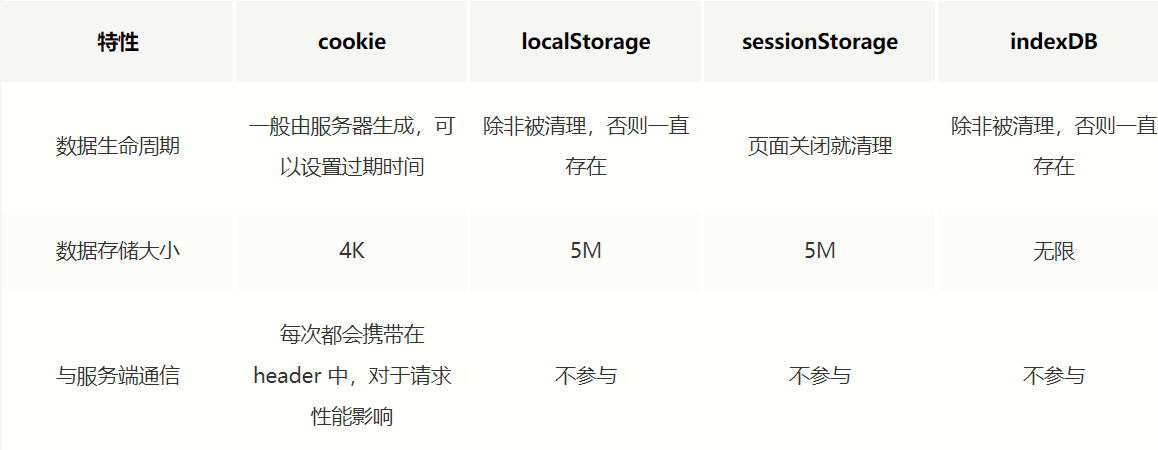 特性 cookie localStorage sessionStorage indexDB
数据生命周期
一般由服务器生成，可
以设置过期时间
除非被清理，否则一直
存在
页面关闭就清理
除非被清理，否则一直
存在
数据存储大小 4K 5M 5M 无限
与服务端通信
每次都会携带在
header 中，对于请求
性能影响
不参与
不参与
不参与